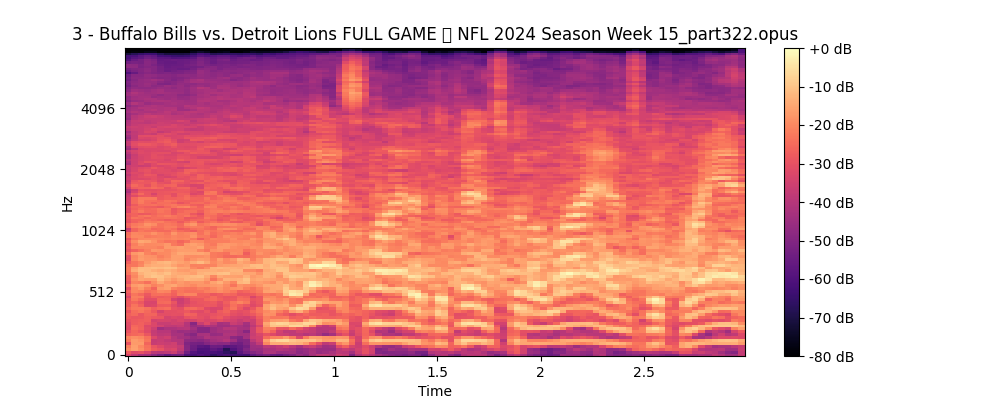 3 - Buffalo Bills vs. Detroit Lions FULL GAME ▯ NFL 2024 Season Week 15_part322.opus
+0 dB
-10 dB
-20 dB
-30 dB
-40 dB
-50 dB
-60 dB
-70 dB
-80 dB
4096
2048
1024
512
0
Hz
0
0.5
1
1.5
2
2.5
Time